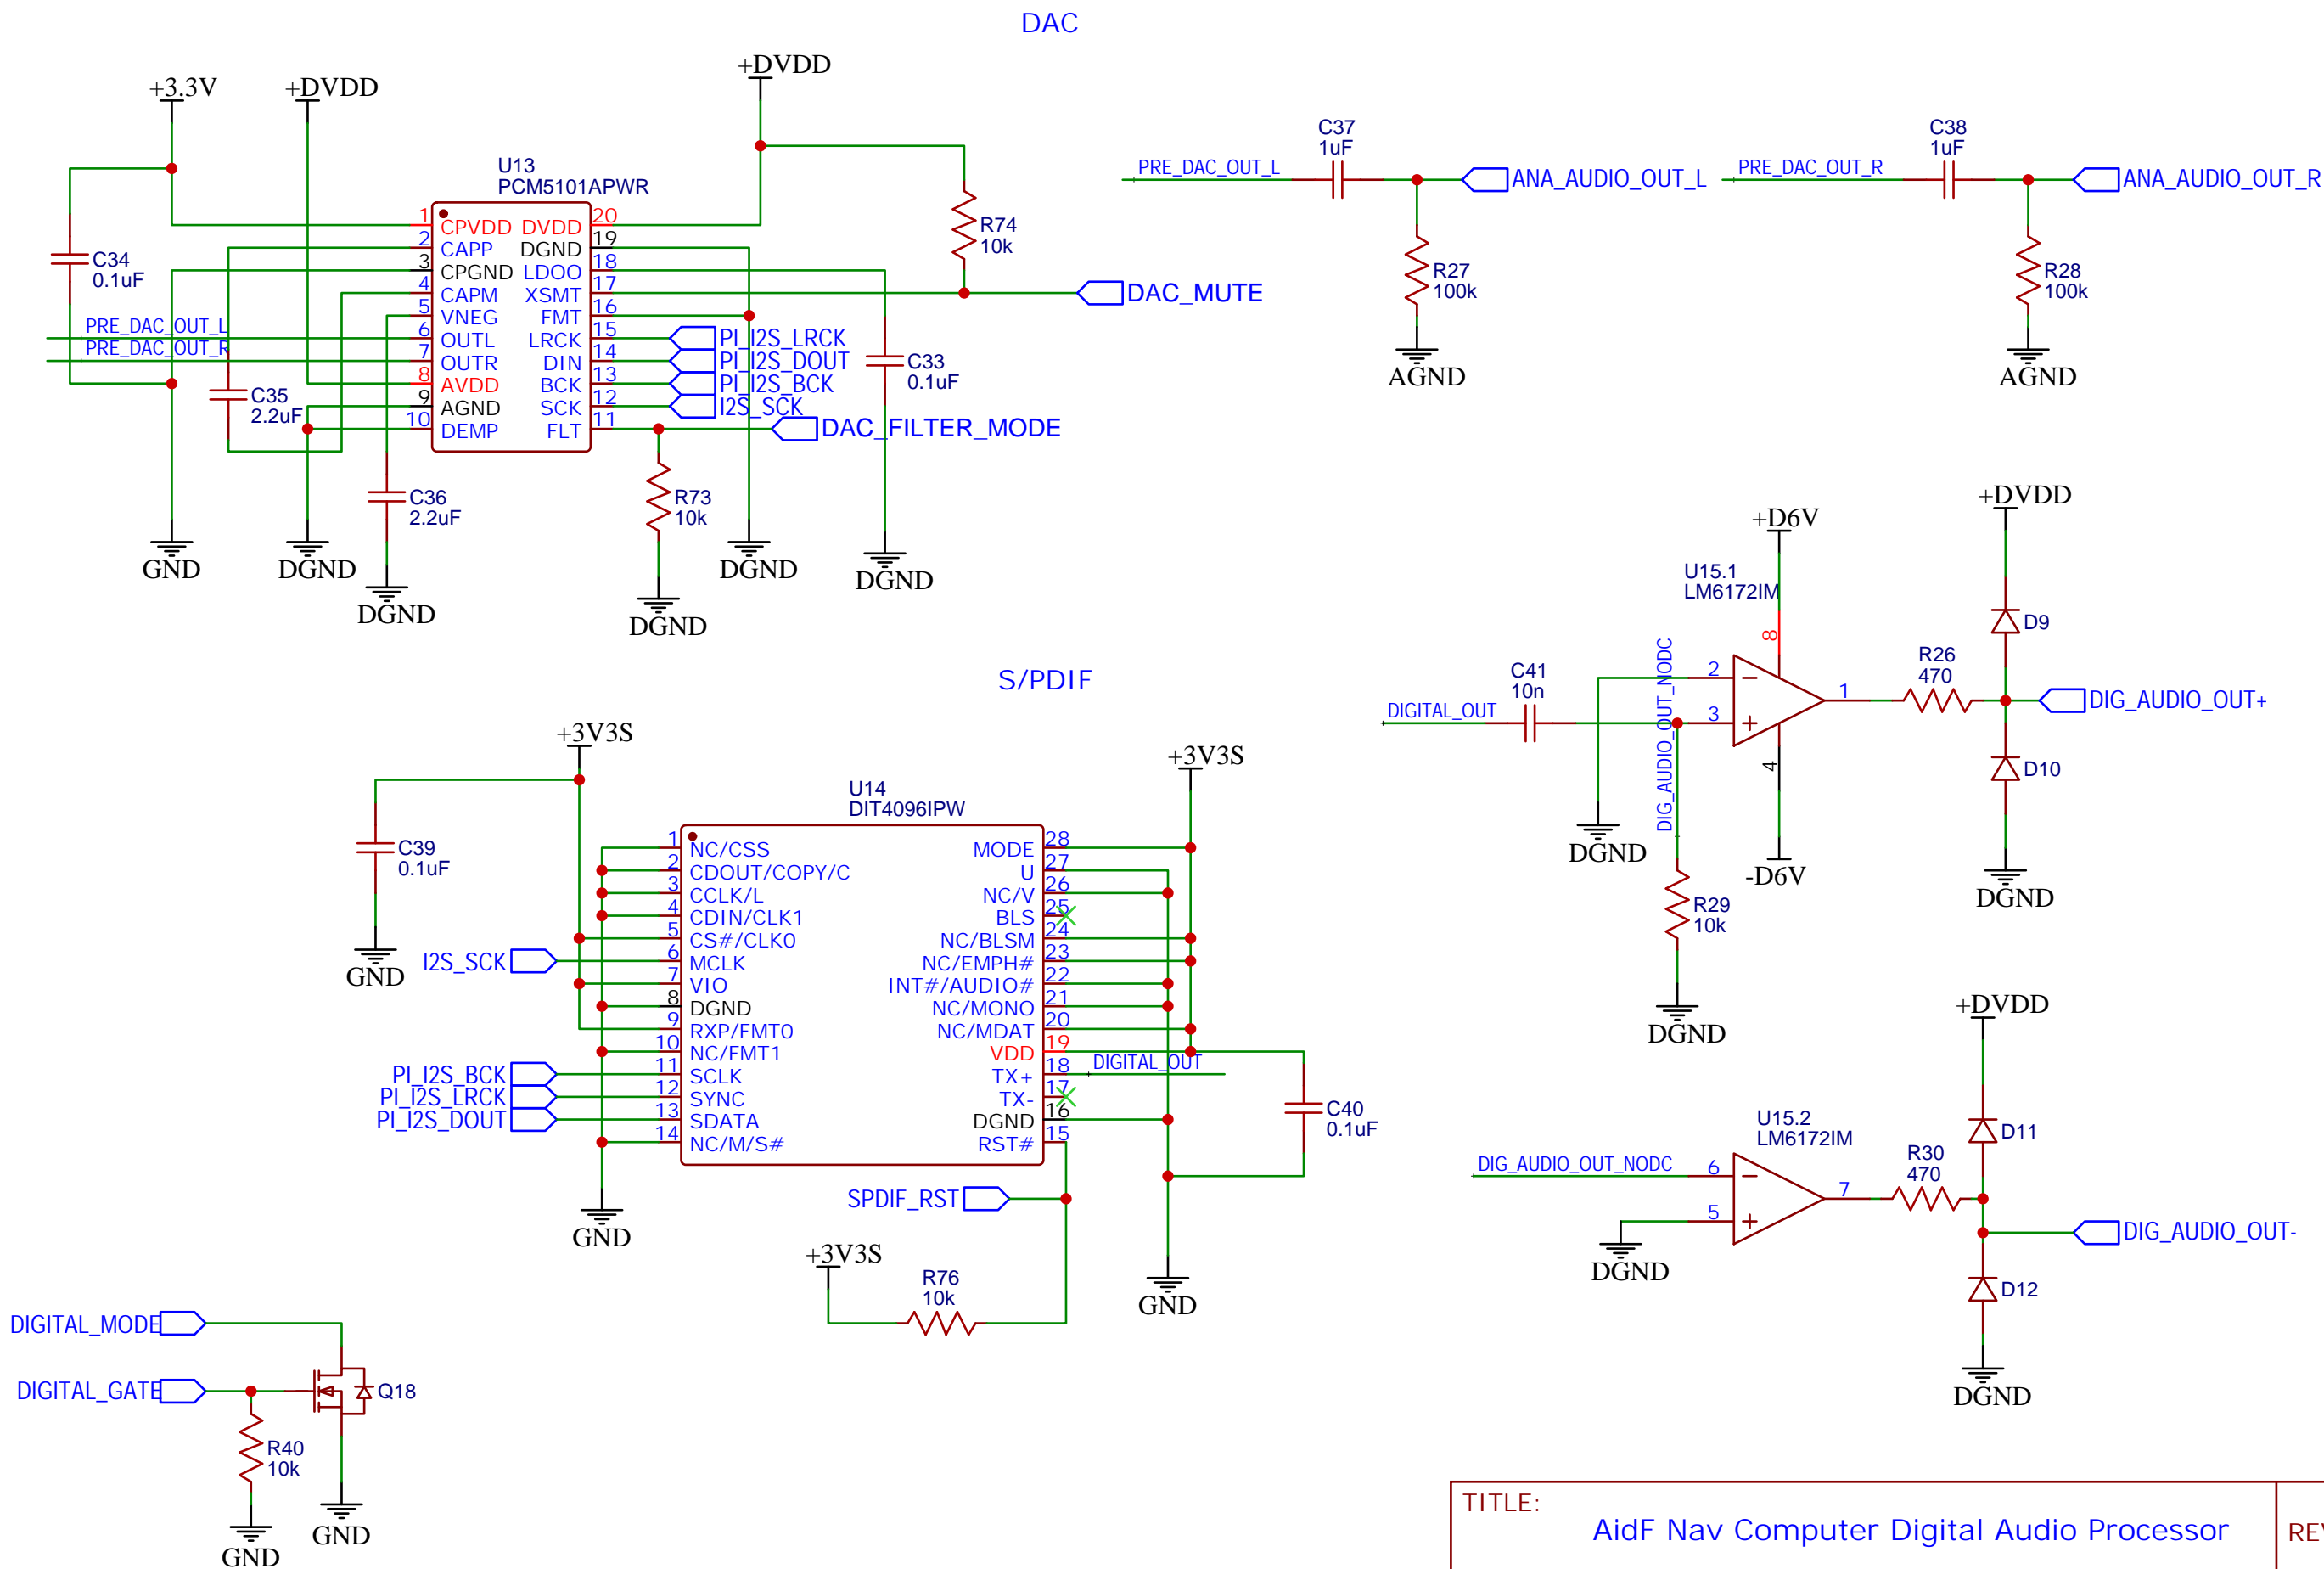 DAC
+3.3V
+DVDD
+DVDD
C34
0.1uF
U13
PCM5101APWR
1 CPVDD
2 CAPP
3 CPGND
4 CAPM
5 VNEG
6 OUTL
7 OUTR
8 AVDD
9 AGND
10 DEMP
DVDD 20
DGND 19
LDOO 18
XSMT 17
FMT 16
LRCK 15
DIN 14
BCK 13
SCK 12
FLT 11
PRE_DAC_OUT_L
PRE_DAC_OUT_R
C35
2.2uF
C36
2.2uF
GND
DGND
DGND
R74
10k
DAC_MUTE
PI_I2S_LRCK
PI_I2S_DOUT
PI_I2S_BCK
I2S_SCK
DAC_FILTER_MODE
C33
0.1uF
R73
10k
DGND
DGND
DGND
PRE_DAC_OUT_L
C37
1uF
ANA_AUDIO_OUT_L
R27
100k
AGND
PRE_DAC_OUT_R
C38
1uF
ANA_AUDIO_OUT_R
R28
100k
AGND
S/PDIF
+3V3S
C39
0.1uF
GND
U14
DIT4096IPW
1 NC/CSS
2 CDOUT/COPY/C
3 CCLK/L
4 CDIN/CLK1
5 CS#/CLK0
6 MCLK
7 VIO
8 DGND
9 RXP/FMT0
10 NC/FMT1
11 SCLK
12 SYNC
13 SDATA
14 NC/M/S#
MODE 28
U 27
NC/V 26
BLS 25
NC/BLSM 24
NC/EMPH# 23
INT#/AUDIO# 22
NC/MONO 21
NC/MDAT 20
VDD 19
TX+ 18
TX- 17
DGND 16
RST# 15
I2S_SCK
PI_I2S_BCK
PI_I2S_LRCK
PI_I2S_DOUT
GND
+3V3S
DIGITAL_OUT
C40
0.1uF
SPDIF_RST
+3V3S
R76
10k
GND
DIGITAL_MODE
DIGITAL_GATE
Q18
R40
10k
GND
GND
+D6V
U15.1
LM6172IM
8
2
3
1
4
-D6V
DIGITAL_OUT
C41
10n
DIG_AUDIO_OUT_NODC
DGND
R29
10k
DGND
R26
470
+DVDD
D9
DIG_AUDIO_OUT+
D10
DGND
DIG_AUDIO_OUT_NODC
U15.2
LM6172IM
6
5
7
DGND
R30
470
+DVDD
D11
DIG_AUDIO_OUT-
D12
DGND
TITLE:
AidF Nav Computer Digital Audio Processor